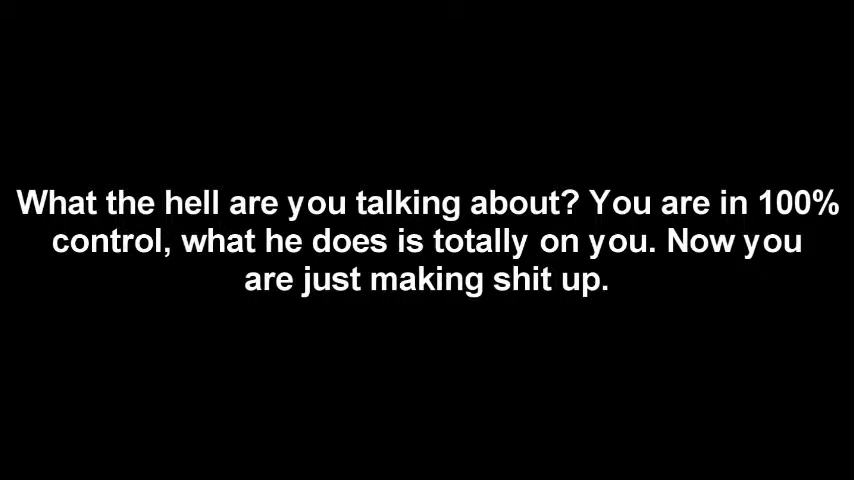 What the hell are you talking about? You are in 100%
control, what he does is totally on you. Now you
are just making shit up.